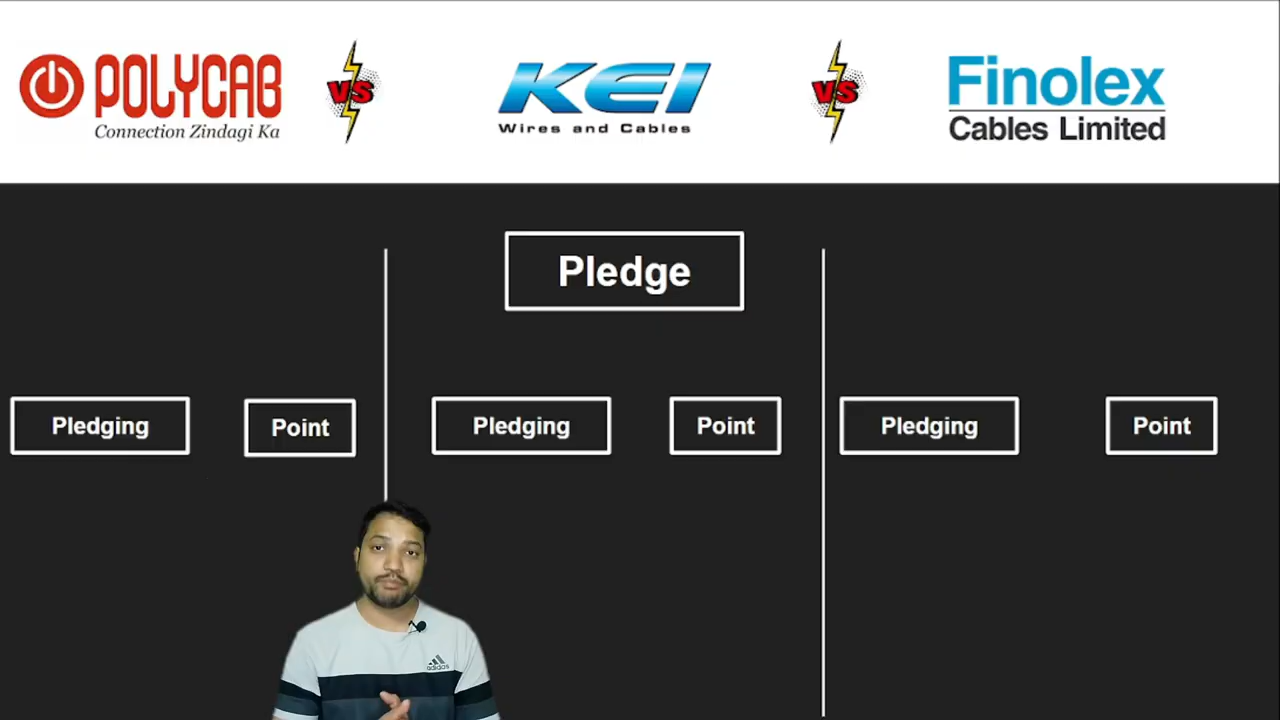 POLYCAB
Connection Zindagi Ka
VS
KEI
Wires and Cables
VS
Finolex
Cables Limited
Pledge
Pledging
Point
Pledging
Point
Pledging
Point
adidas